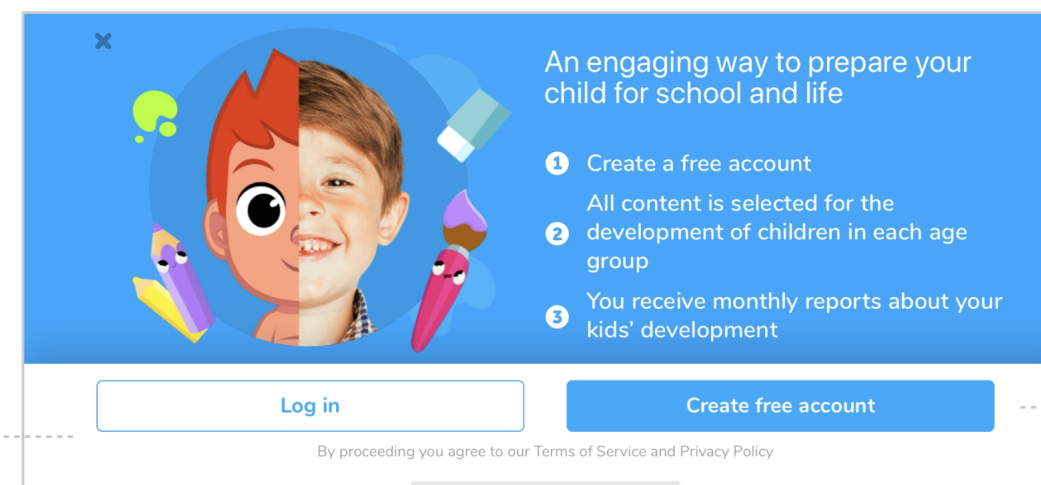 An engaging way to prepare your
child for school and life
1 Create a free account
All content is selected for the
2 development of children in each age
group
You receive monthly reports about your
3 kids’ development
Log in
Create free account
By proceeding you agree to our Terms of Service and Privacy Policy